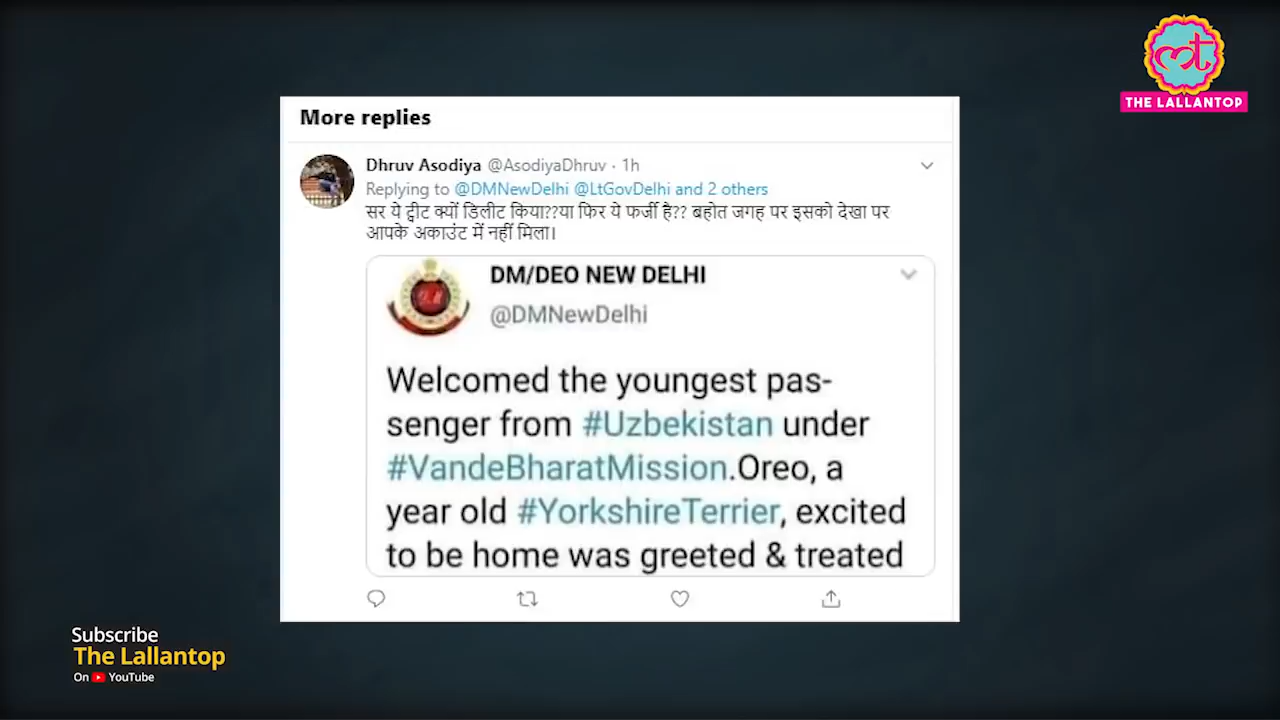 THE LALLANTOP
More replies
Dhruv Asodiya @AsodiyaDhruv · 1h
Replying to @DMNewDelhi @LtGovDelhi and 2 others
सर ये ट्वीट क्यों डिलीट किया??या फिर ये फर्जी है?? बहोत जगह पर इसको देखा पर
आपके अकाउंट में नहीं मिला।
DM/DEO NEW DELHI
@DMNewDelhi
Welcomed the youngest pas-
senger from #Uzbekistan under
#VandeBharatMission.Oreo, a
year old #YorkshireTerrier, excited
to be home was greeted & treated
Subscribe
The Lallantop
On YouTube